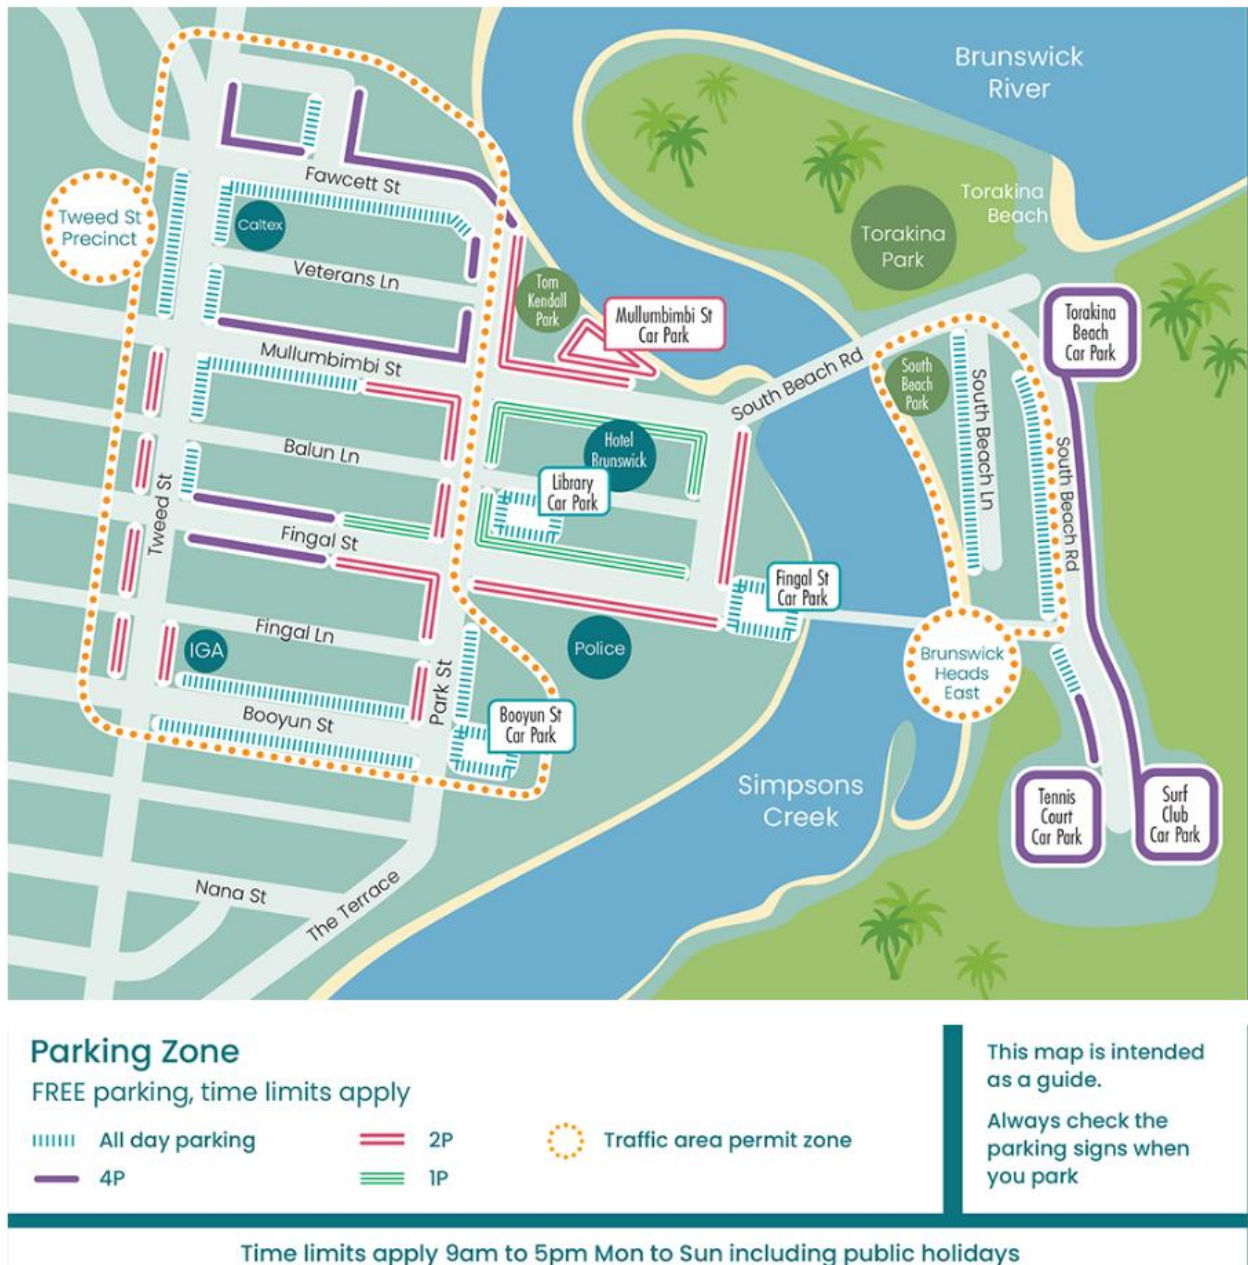 Brunswick
River
Torakina
Beach
Torakina
Park
Tweed St
Precinct
Fawcett St
Caltex
Veterans Ln
Tom
Kendall
Park
Mullumbimbi St
Car Park
Torakina
Beach
Car Park
Mullumbimbi St
South Beach Rd
South
Beach
Park
South Beach Ln
South Beach Rd
Balun Ln
Hotel
Brunswick
Library
Car Park
Tweed St
Fingal St
Fingal St
Car Park
Fingal Ln
IGA
Police
Brunswick
Heads
East
Park St
Booyun St
Booyun St
Car Park
Simpsons
Creek
Tennis
Court
Car Park
Surf
Club
Car Park
Nana St
The Terrace
Parking Zone
FREE parking, time limits apply
All day parking
2P
Traffic area permit zone
4P
1P
This map is intended
as a guide.
Always check the
parking signs when
you park
Time limits apply 9am to 5pm Mon to Sun including public holidays